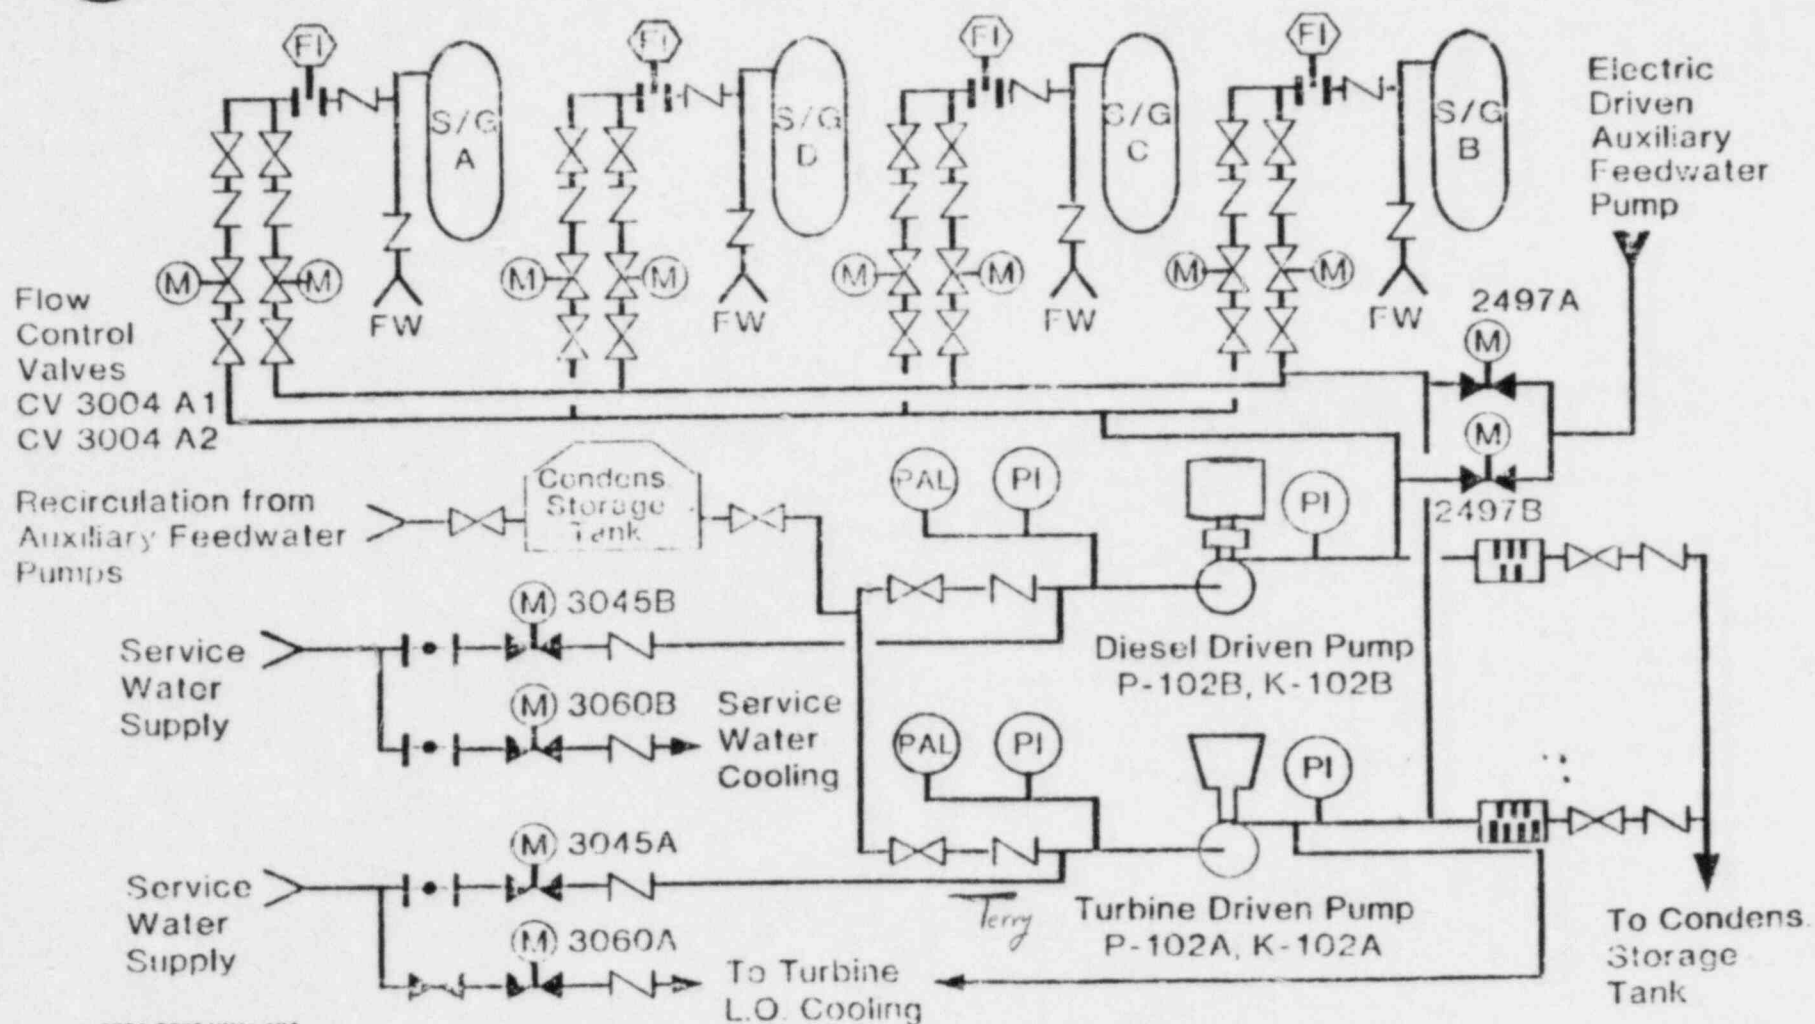 FI
FI
FI
FI
S/G
A
S/G
D
S/G
C
S/G
B
Electric
Driven
Auxiliary
Feedwater
Pump
M
M
M
M
M
M
M
M
FW
FW
FW
FW
2497A
M
Flow
Control
Valves
CV 3004 A1
CV 3004 A2
M
2497B
Recirculation from
Auxiliary Feedwater
Pumps
Condens.
Storage
Tank
PAL
PI
PI
M 3045B
Service
Water
Supply
M 3060B
Service
Water
Cooling
Diesel Driven Pump
P-102B, K-102B
PAL
PI
PI
M 3045A
Service
Water
Supply
M 3060A
To Turbine
L.O. Cooling
Terry
Turbine Driven Pump
P-102A, K-102A
To Condens.
Storage
Tank